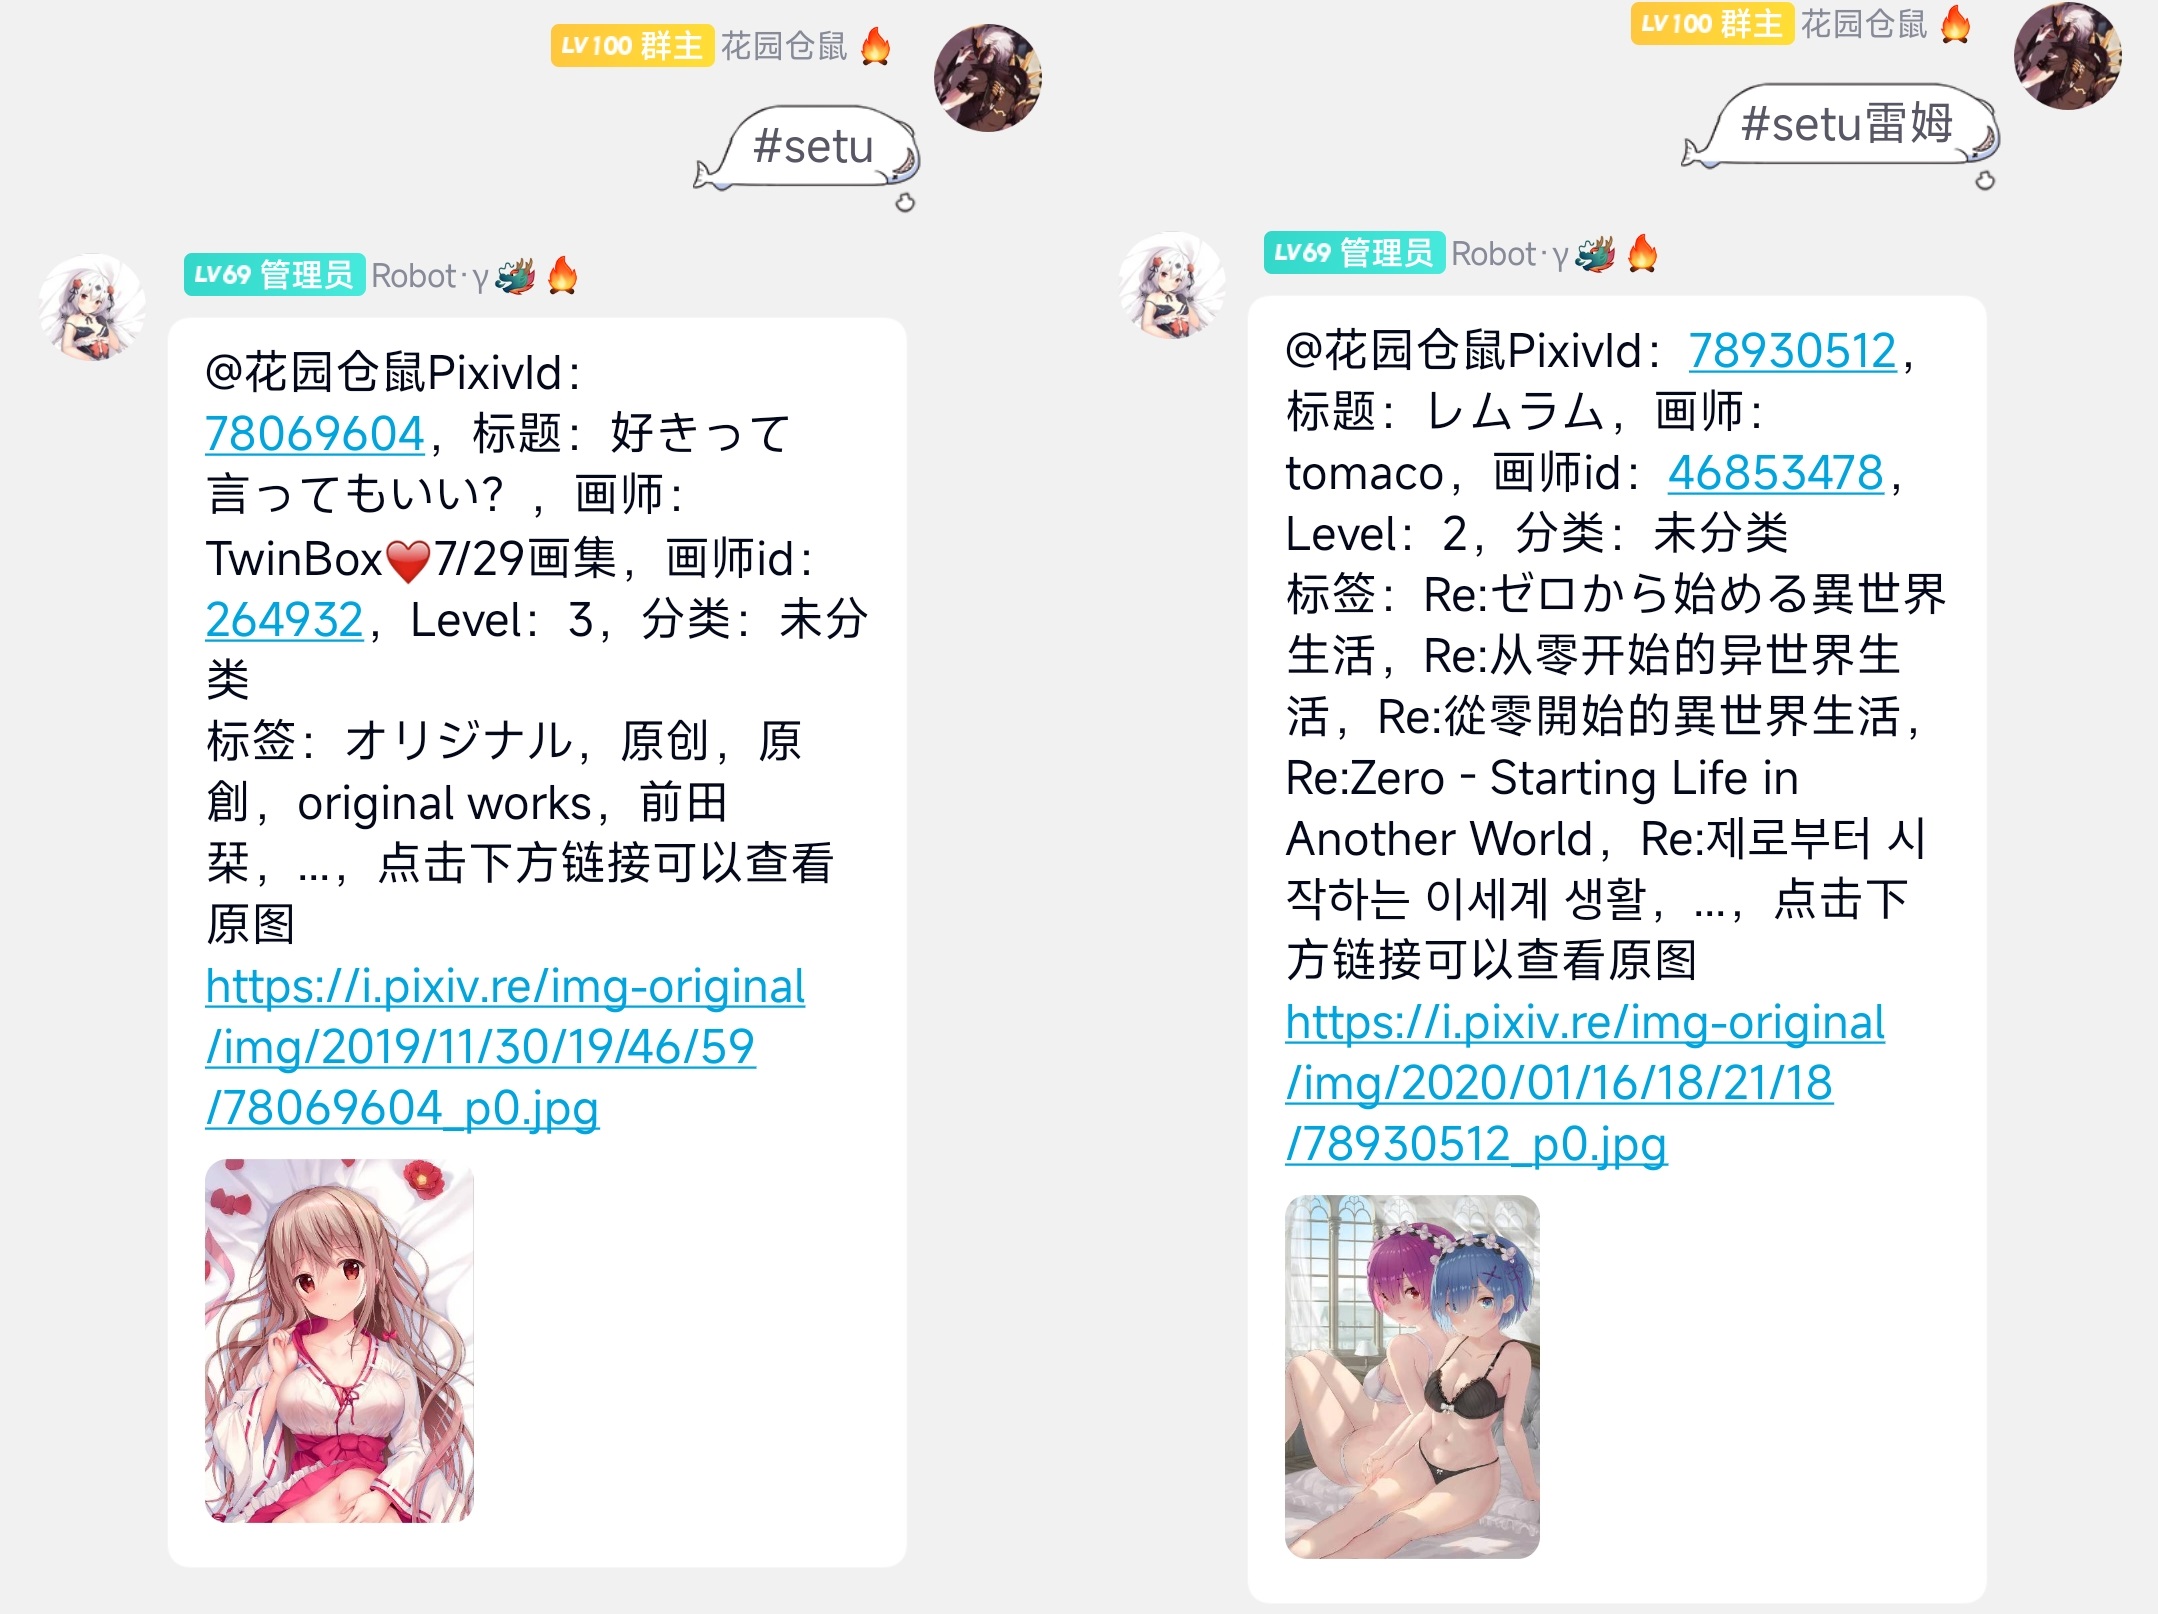 LV100 群主 花园仓鼠
#setu
LV69 管理员 Robot·γ
@花园仓鼠PixivId：
78069604，标题：好きって
言ってもいい？，画师：
TwinBox❤7/29画集，画师id：
264932，Level：3，分类：未分
类
标签：オリジナル，原创，原
創，original works，前田
栞，...，点击下方链接可以查看
原图
https://i.pixiv.re/img-original
/img/2019/11/30/19/46/59
/78069604_p0.jpg
LV100 群主 花园仓鼠
#setu雷姆
LV69 管理员 Robot·γ
@花园仓鼠PixivId：78930512，
标题：レムラム，画师：
tomaco，画师id：46853478，
Level：2，分类：未分类
标签：Re:ゼロから始める異世界
生活，Re:从零开始的异世界生
活，Re:從零開始的異世界生活，
Re:Zero - Starting Life in
Another World，Re:제로부터 시
작하는 이세계 생활，...，点击下
方链接可以查看原图
https://i.pixiv.re/img-original
/img/2020/01/16/18/21/18
/78930512_p0.jpg